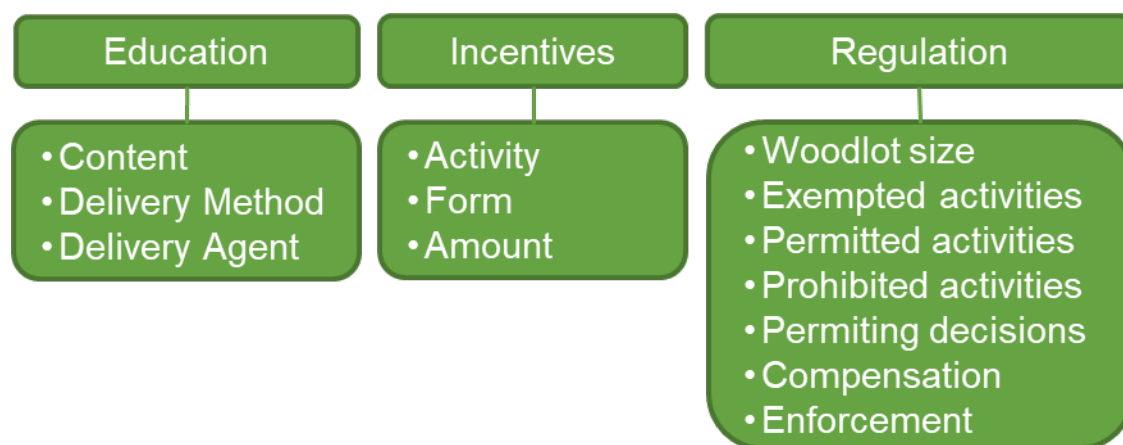 Education
• Content
• Delivery Method
• Delivery Agent
Incentives
• Activity
• Form
• Amount
Regulation
• Woodlot size
• Exempted activities
• Permitted activities
• Prohibited activities
• Permiting decisions
• Compensation
• Enforcement